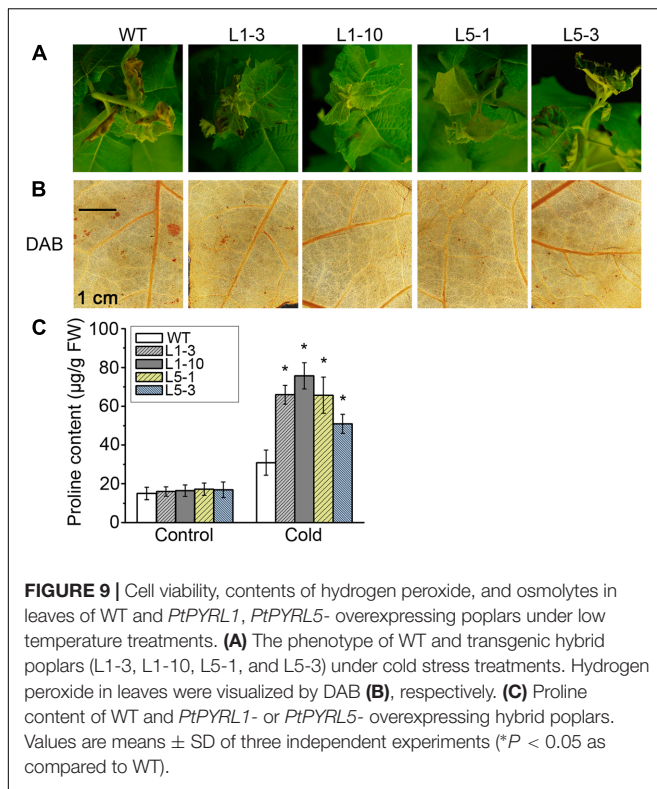 WT L1-3 L1-10 L5-1 L5-3
A
B
DAB
1 cm
C
Proline content (µg/g FW)
100
80
60
40
20
0
WT
L1-3
L1-10
L5-1
L5-3
* * * *
Control Cold
FIGURE 9 | Cell viability, contents of hydrogen peroxide, and osmolytes in
leaves of WT and PtPYRL1, PtPYRL5- overexpressing poplars under low
temperature treatments. (A) The phenotype of WT and transgenic hybrid
poplars (L1-3, L1-10, L5-1, and L5-3) under cold stress treatments. Hydrogen
peroxide in leaves were visualized by DAB (B), respectively. (C) Proline
content of WT and PtPYRL1- or PtPYRL5- overexpressing hybrid poplars.
Values are means ± SD of three independent experiments (*P < 0.05 as
compared to WT).